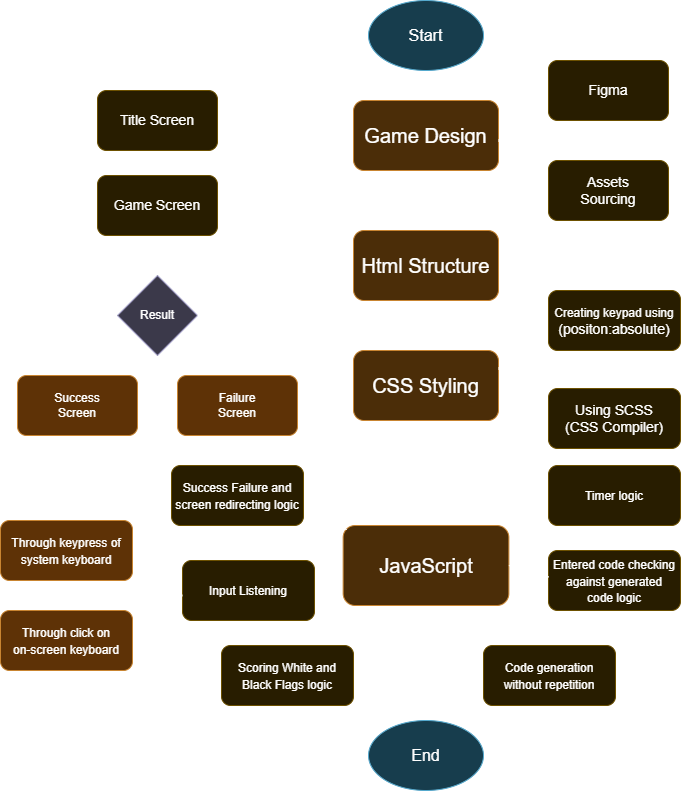 Start
Figma
Title Screen
Game Design
Assets
Sourcing
Game Screen
Html Structure
Result
Creating keypad using
(positon:absolute)
CSS Styling
Success
Screen
Failure
Screen
Using SCSS
(CSS Compiler)
Success Failure and
screen redirecting logic
Timer logic
Through keypress of
system keyboard
JavaScript
Entered code checking
against generated
code logic
Input Listening
Through click on
on-screen keyboard
Scoring White and
Black Flags logic
Code generation
without repetition
End